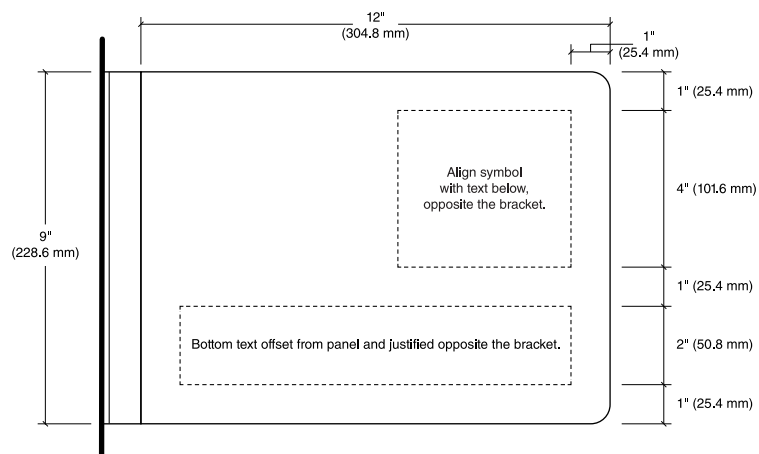 12"
(304.8 mm)
1"
(25.4 mm)
1" (25.4 mm)
Align symbol
with text below,
opposite the bracket.
4" (101.6 mm)
9"
(228.6 mm)
1" (25.4 mm)
Bottom text offset from panel and justified opposite the bracket.
2" (50.8 mm)
1" (25.4 mm)